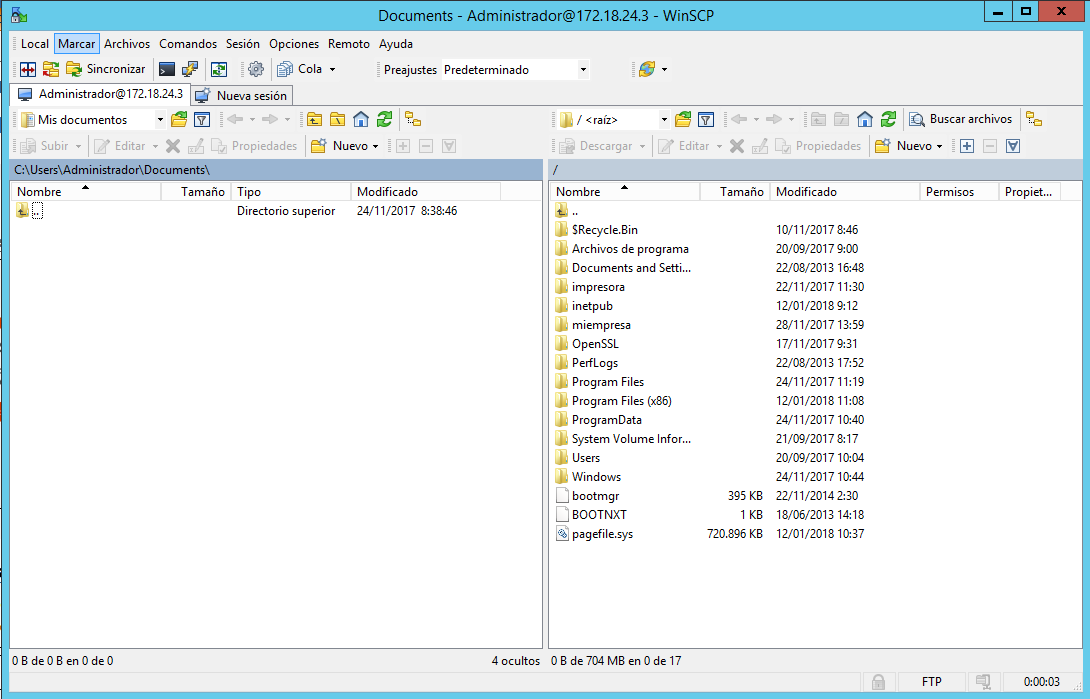 Documents - Administrador@172.18.24.3 - WinSCP
Local Marcar Archivos Comandos Sesión Opciones Remoto Ayuda
Sincronizar Cola Preajustes Predeterminado
Administrador@172.18.24.3 Nueva sesión
Mis documentos / <raíz> Buscar archivos
Subir Editar Propiedades Nuevo Descargar Editar Propiedades Nuevo
C:\Users\Administrador\Documents\ /
Nombre Tamaño Tipo Modificado Nombre Tamaño Modificado Permisos Propiet...
.. Directorio superior 24/11/2017 8:38:46 ..
$Recycle.Bin 10/11/2017 8:46
Archivos de programa 20/09/2017 9:00
Documents and Setti... 22/08/2013 16:48
impresora 22/11/2017 11:30
inetpub 12/01/2018 9:12
miempresa 28/11/2017 13:59
OpenSSL 17/11/2017 9:31
PerfLogs 22/08/2013 17:52
Program Files 24/11/2017 11:19
Program Files (x86) 12/01/2018 11:08
ProgramData 24/11/2017 10:40
System Volume Infor... 21/09/2017 8:17
Users 20/09/2017 10:04
Windows 24/11/2017 10:44
bootmgr 395 KB 22/11/2014 2:30
BOOTNXT 1 KB 18/06/2013 14:18
pagefile.sys 720.896 KB 12/01/2018 10:37
0 B de 0 B en 0 de 0 4 ocultos 0 B de 704 MB en 0 de 17
FTP 0:00:03